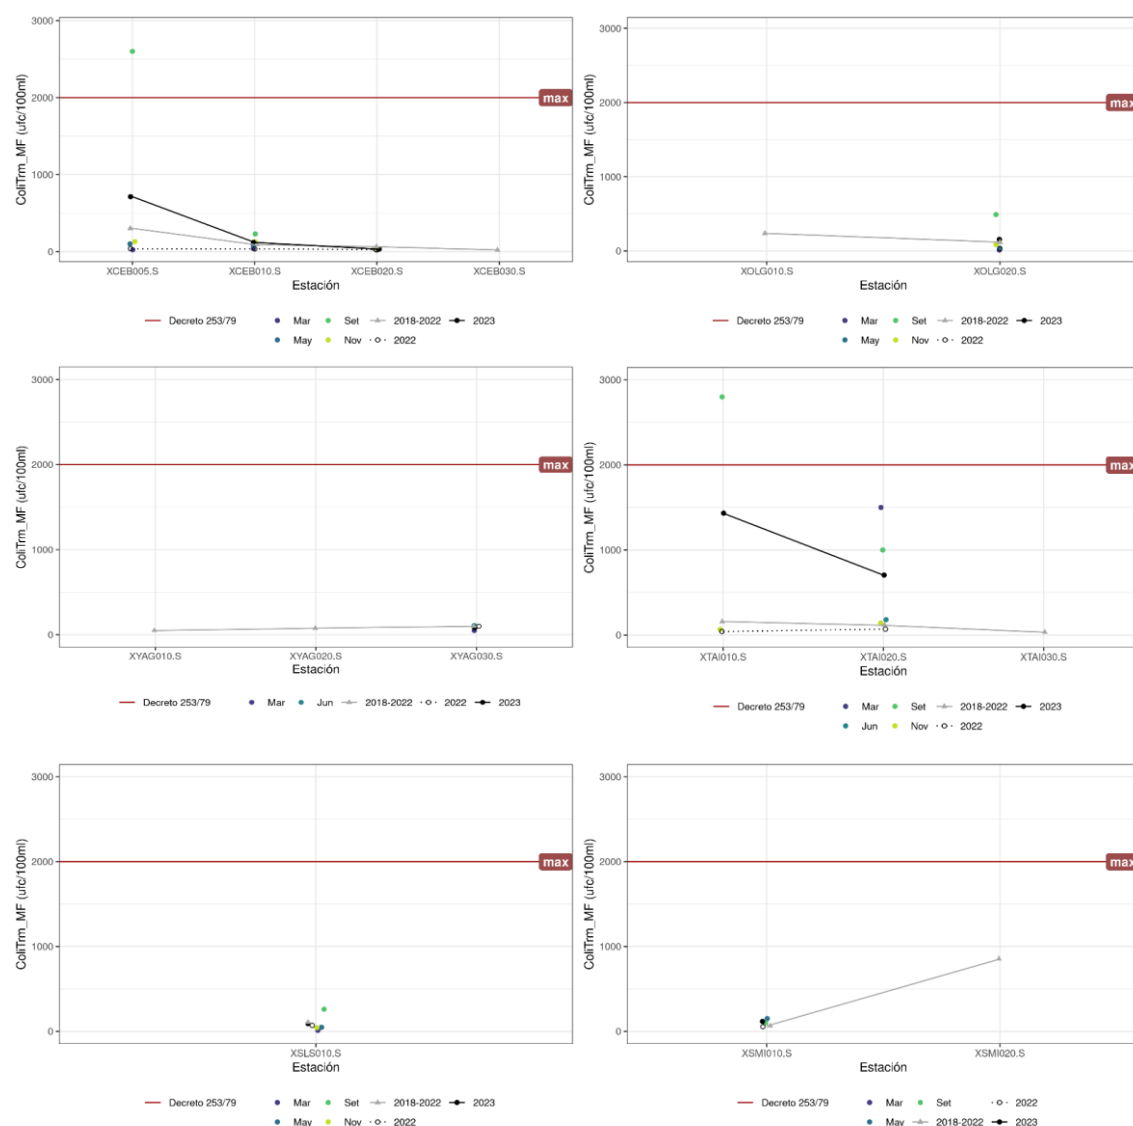 3000
2000
1000
0
ColiTrm_MF (ufc/100ml)
max
XCEB005.S XCEB010.S XCEB020.S XCEB030.S
Estación
Decreto 253/79 Mar Set 2018-2022 2023
May Nov 2022
3000
2000
1000
0
ColiTrm_MF (ufc/100ml)
max
XOLG010.S XOLG020.S
Estación
Decreto 253/79 Mar Set 2018-2022 2023
May Nov 2022
3000
2000
1000
0
ColiTrm_MF (ufc/100ml)
max
XYAG010.S XYAG020.S XYAG030.S
Estación
Decreto 253/79 Mar Jun 2018-2022 2022 2023
3000
2000
1000
0
ColiTrm_MF (ufc/100ml)
max
XTAI010.S XTAI020.S XTAI030.S
Estación
Decreto 253/79 Mar Set 2018-2022 2023
Jun Nov 2022
3000
2000
1000
0
ColiTrm_MF (ufc/100ml)
max
XSLS010.S
Estación
Decreto 253/79 Mar Set 2018-2022 2023
May Nov 2022
3000
2000
1000
0
ColiTrm_MF (ufc/100ml)
max
XSMI010.S XSMI020.S
Estación
Decreto 253/79 Mar Set 2022
May 2018-2022 2023